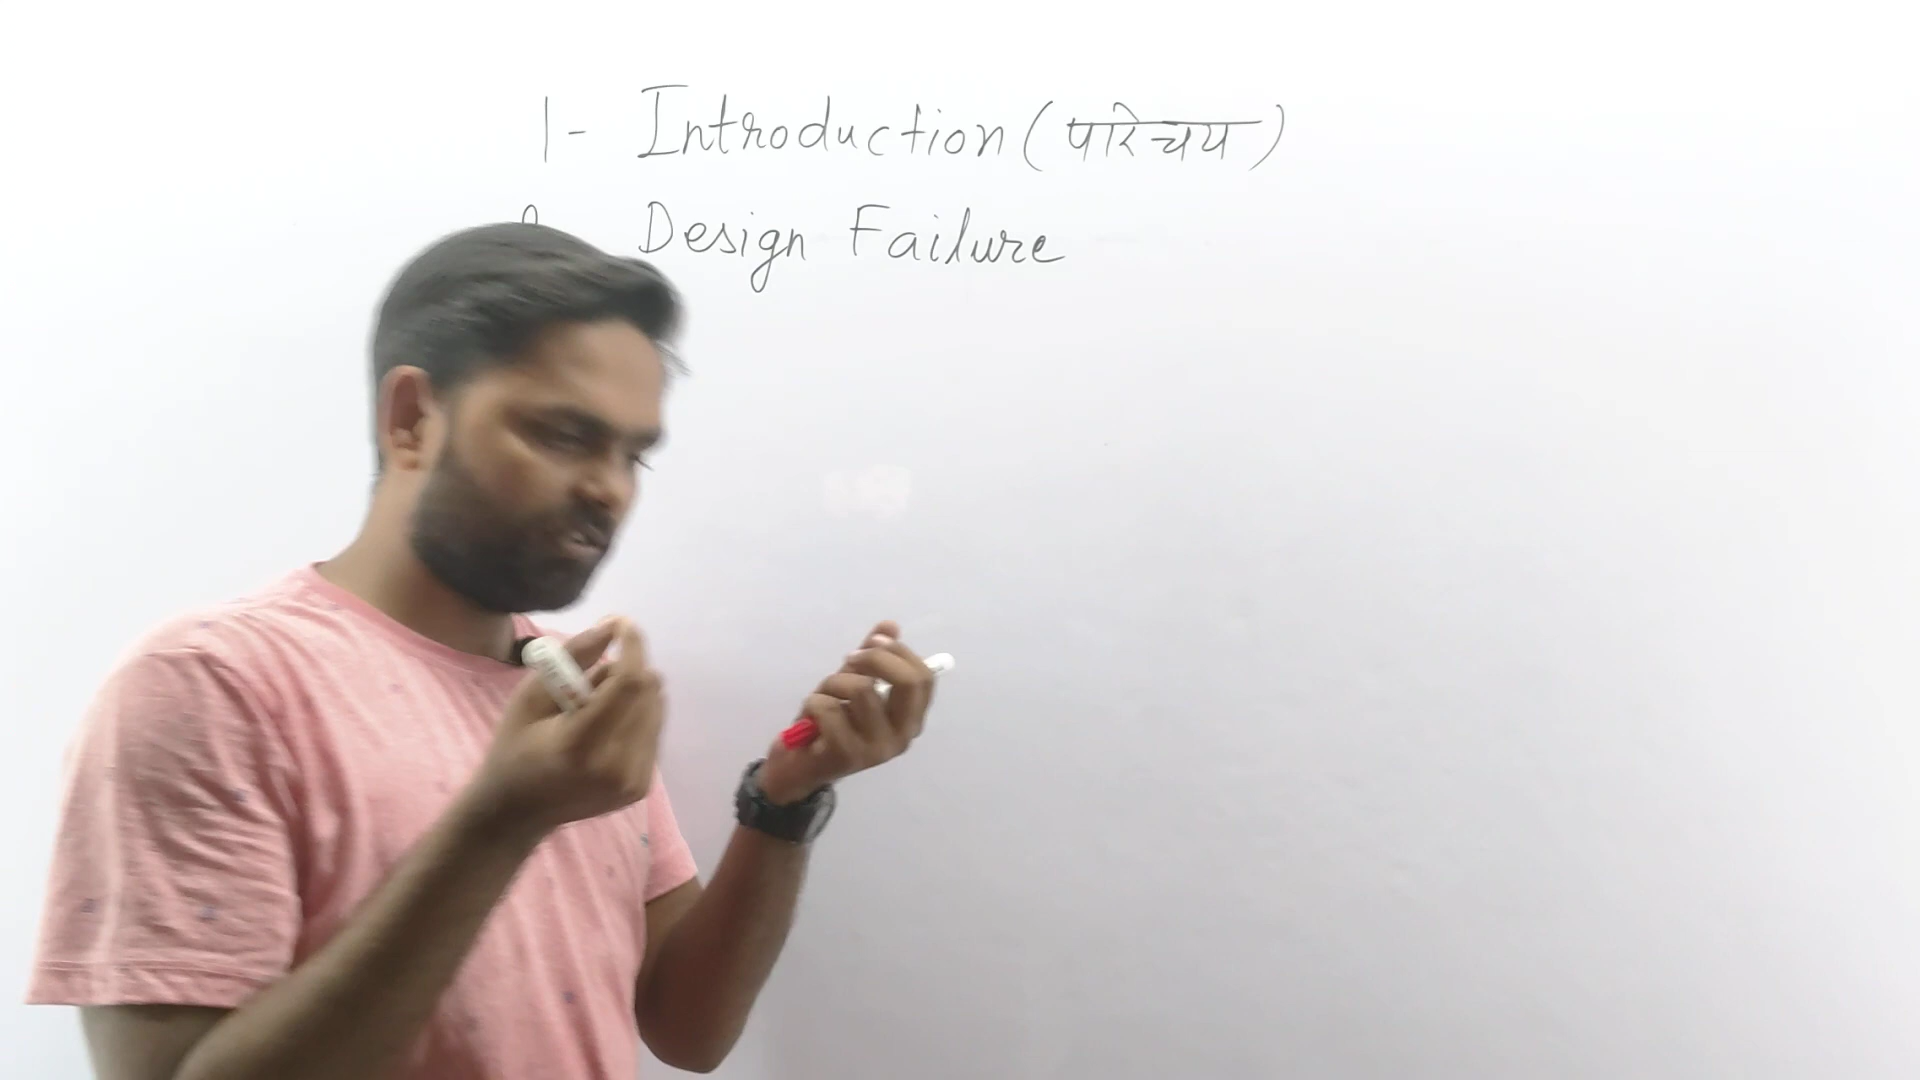 1- Introduction (परिचय)
Design Failure